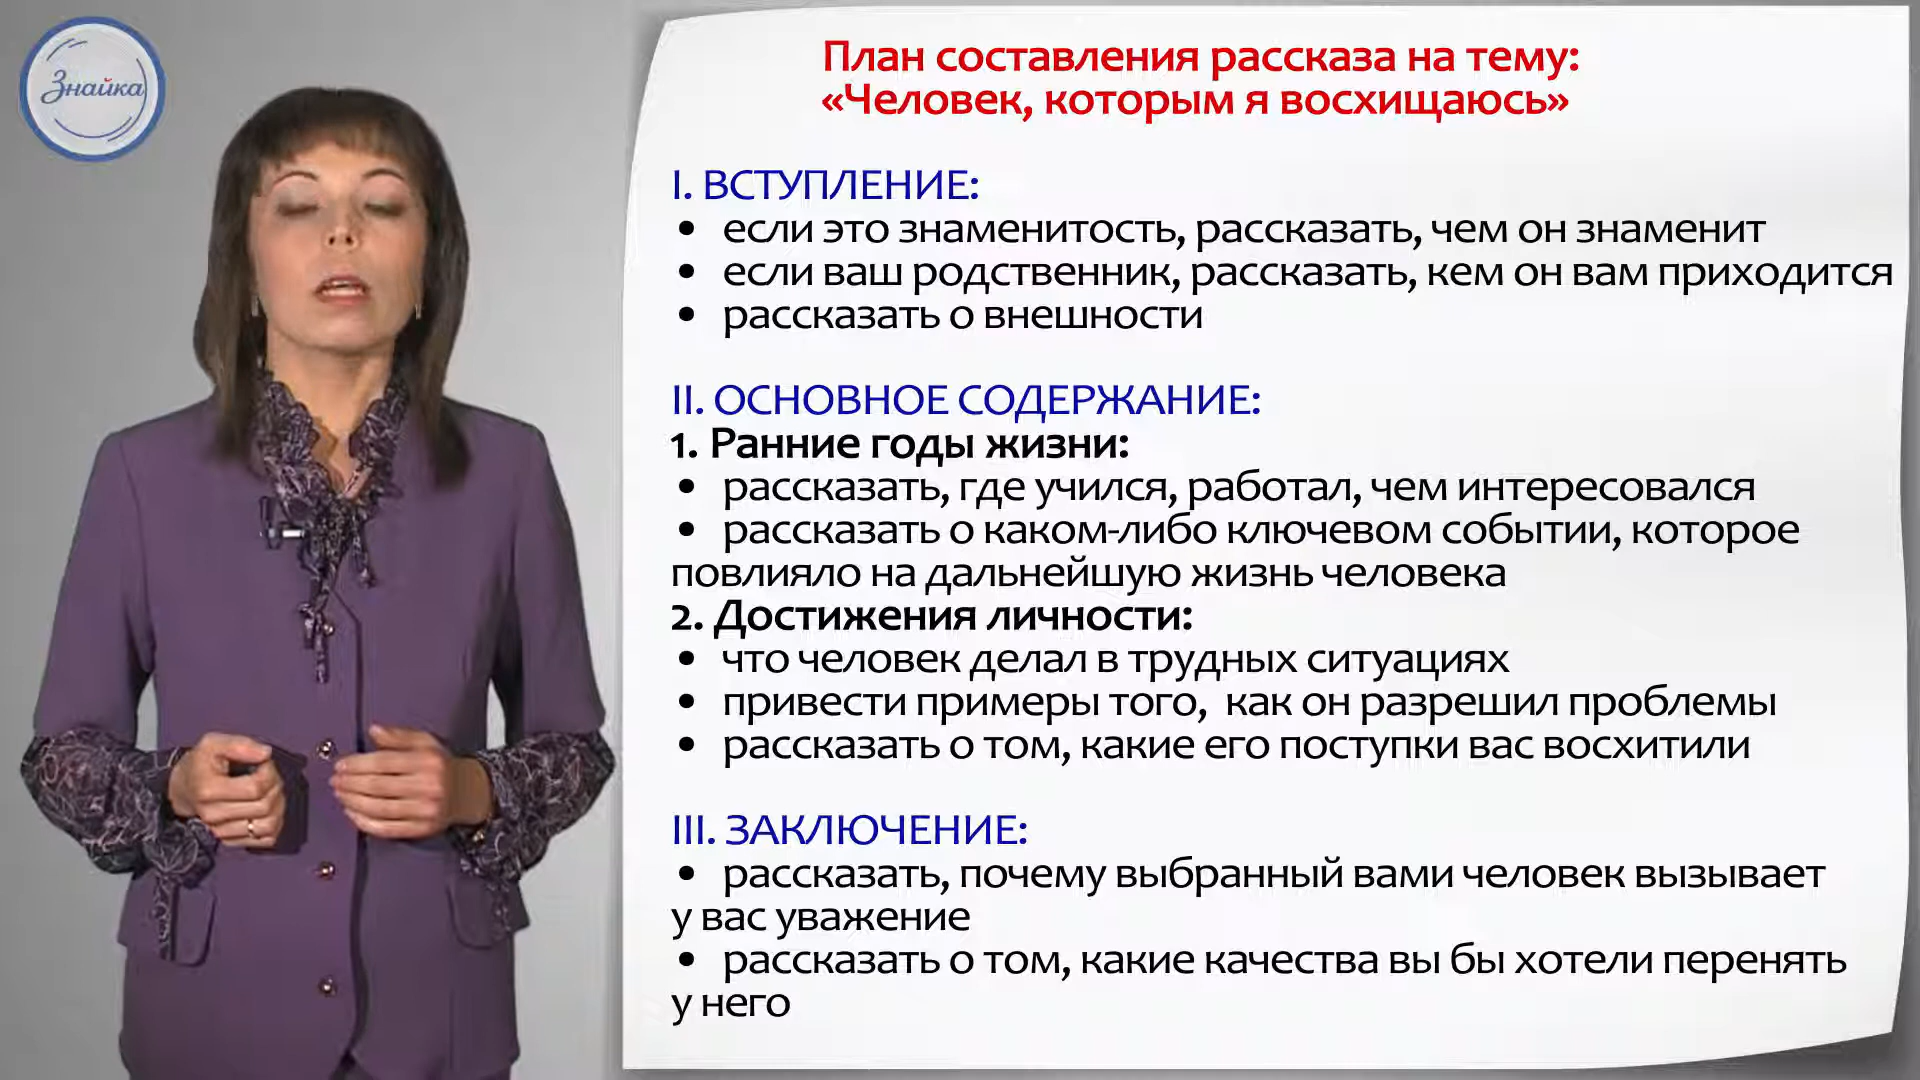 Знайка
План составления рассказа на тему:
«Человек, которым я восхищаюсь»
I. ВСТУПЛЕНИЕ:
• если это знаменитость, рассказать, чем он знаменит
• если ваш родственник, рассказать, кем он вам приходится
• рассказать о внешности
II. ОСНОВНОЕ СОДЕРЖАНИЕ:
1. Ранние годы жизни:
• рассказать, где учился, работал, чем интересовался
• рассказать о каком-либо ключевом событии, которое
повлияло на дальнейшую жизнь человека
2. Достижения личности:
• что человек делал в трудных ситуациях
• привести примеры того, как он разрешил проблемы
• рассказать о том, какие его поступки вас восхитили
III. ЗАКЛЮЧЕНИЕ:
• рассказать, почему выбранный вами человек вызывает
у вас уважение
• рассказать о том, какие качества вы бы хотели перенять
у него